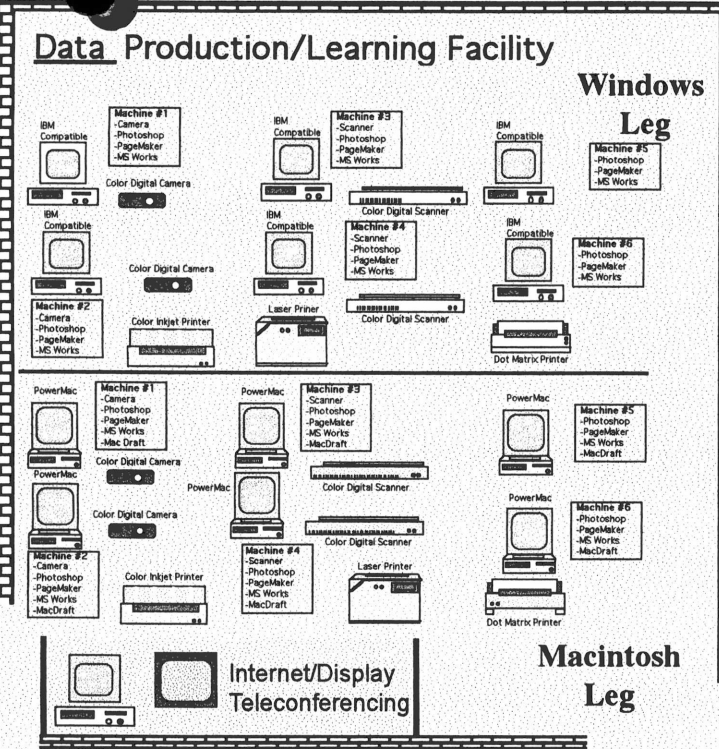 Data Production/Learning Facility
Windows
Leg
IBM
Compatible
Machine #1
-Camera
-Photoshop
-PageMaker
-MS Works
Color Digital Camera
IBM
Compatible
Machine #3
-Scanner
-Photoshop
-PageMaker
-MS Works
Color Digital Scanner
IBM
Compatible
Machine #5
-Photoshop
-PageMaker
-MS Works
IBM
Compatible
Color Digital Camera
Machine #2
-Camera
-Photoshop
-PageMaker
-MS Works
Color Inkjet Printer
IBM
Compatible
Machine #4
-Scanner
-Photoshop
-PageMaker
-MS Works
Color Digital Scanner
Laser Priner
IBM
Compatible
Machine #6
-Photoshop
-PageMaker
-MS Works
Dot Matrix Printer
PowerMac
Machine #1
-Camera
-Photoshop
-PageMaker
-MS Works
-Mac Draft
Color Digital Camera
PowerMac
Machine #3
-Scanner
-Photoshop
-PageMaker
-MS Works
-MacDraft
Color Digital Scanner
PowerMac
Machine #5
-Photoshop
-PageMaker
-MS Works
-MacDraft
PowerMac
Color Digital Camera
Machine #2
-Camera
-Photoshop
-PageMaker
-MS Works
-MacDraft
Color Inkjet Printer
PowerMac
Color Digital Scanner
Machine #4
-Scanner
-Photoshop
-PageMaker
-MS Works
-MacDraft
Laser Printer
PowerMac
Machine #6
-Photoshop
-PageMaker
-MS Works
-MacDraft
Dot Matrix Printer
Internet/Display
Teleconferencing
Macintosh
Leg